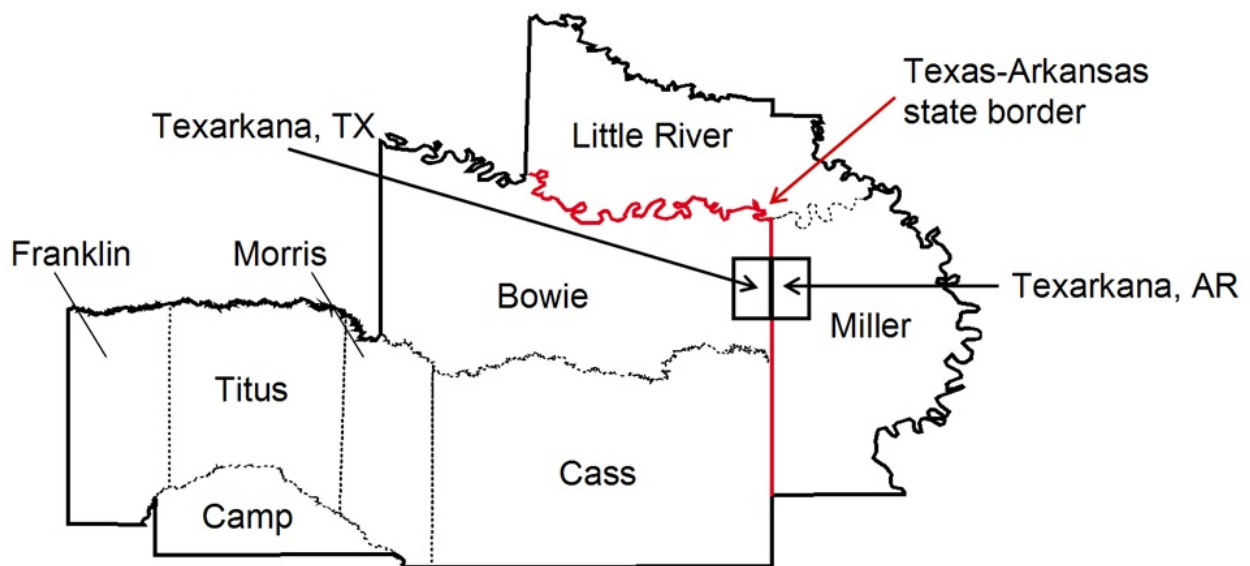 Texas-Arkansas
state border
Texarkana, TX
Little River
Franklin
Morris
Bowie
Texarkana, AR
Miller
Titus
Cass
Camp